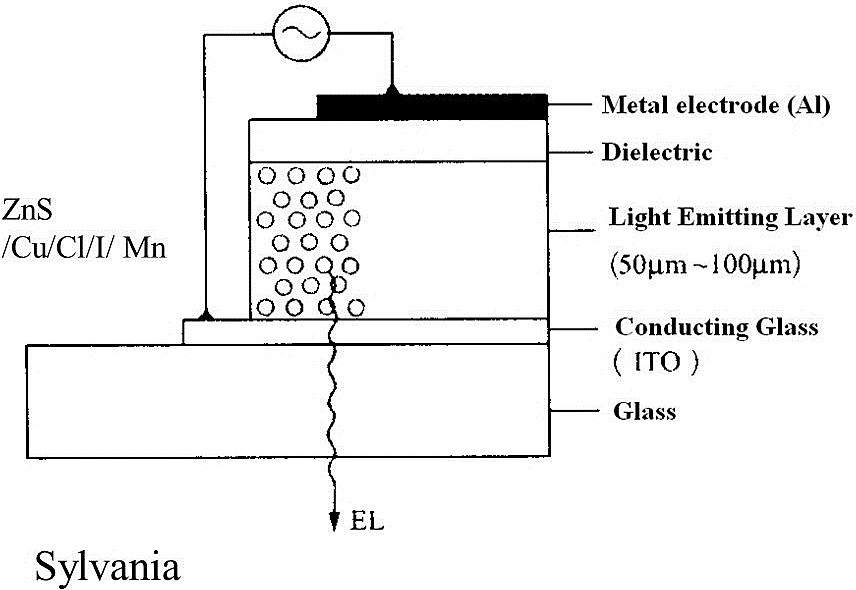 Metal electrode (Al)
Dielectric
ZnS
/Cu/Cl/I/ Mn
Light Emitting Layer
(50μm~100μm)
Conducting Glass
( ITO )
Glass
EL
Sylvania